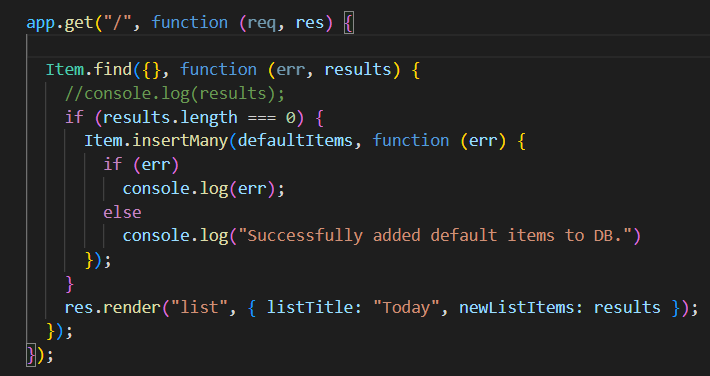 app.get("/", function (req, res) {
Item.find({}, function (err, results) {
//console.log(results);
if (results.length === 0) {
Item.insertMany(defaultItems, function (err) {
if (err)
console.log(err);
else
console.log("Successfully added default items to DB.")
});
}
res.render("list", { listTitle: "Today", newListItems: results });
});
});